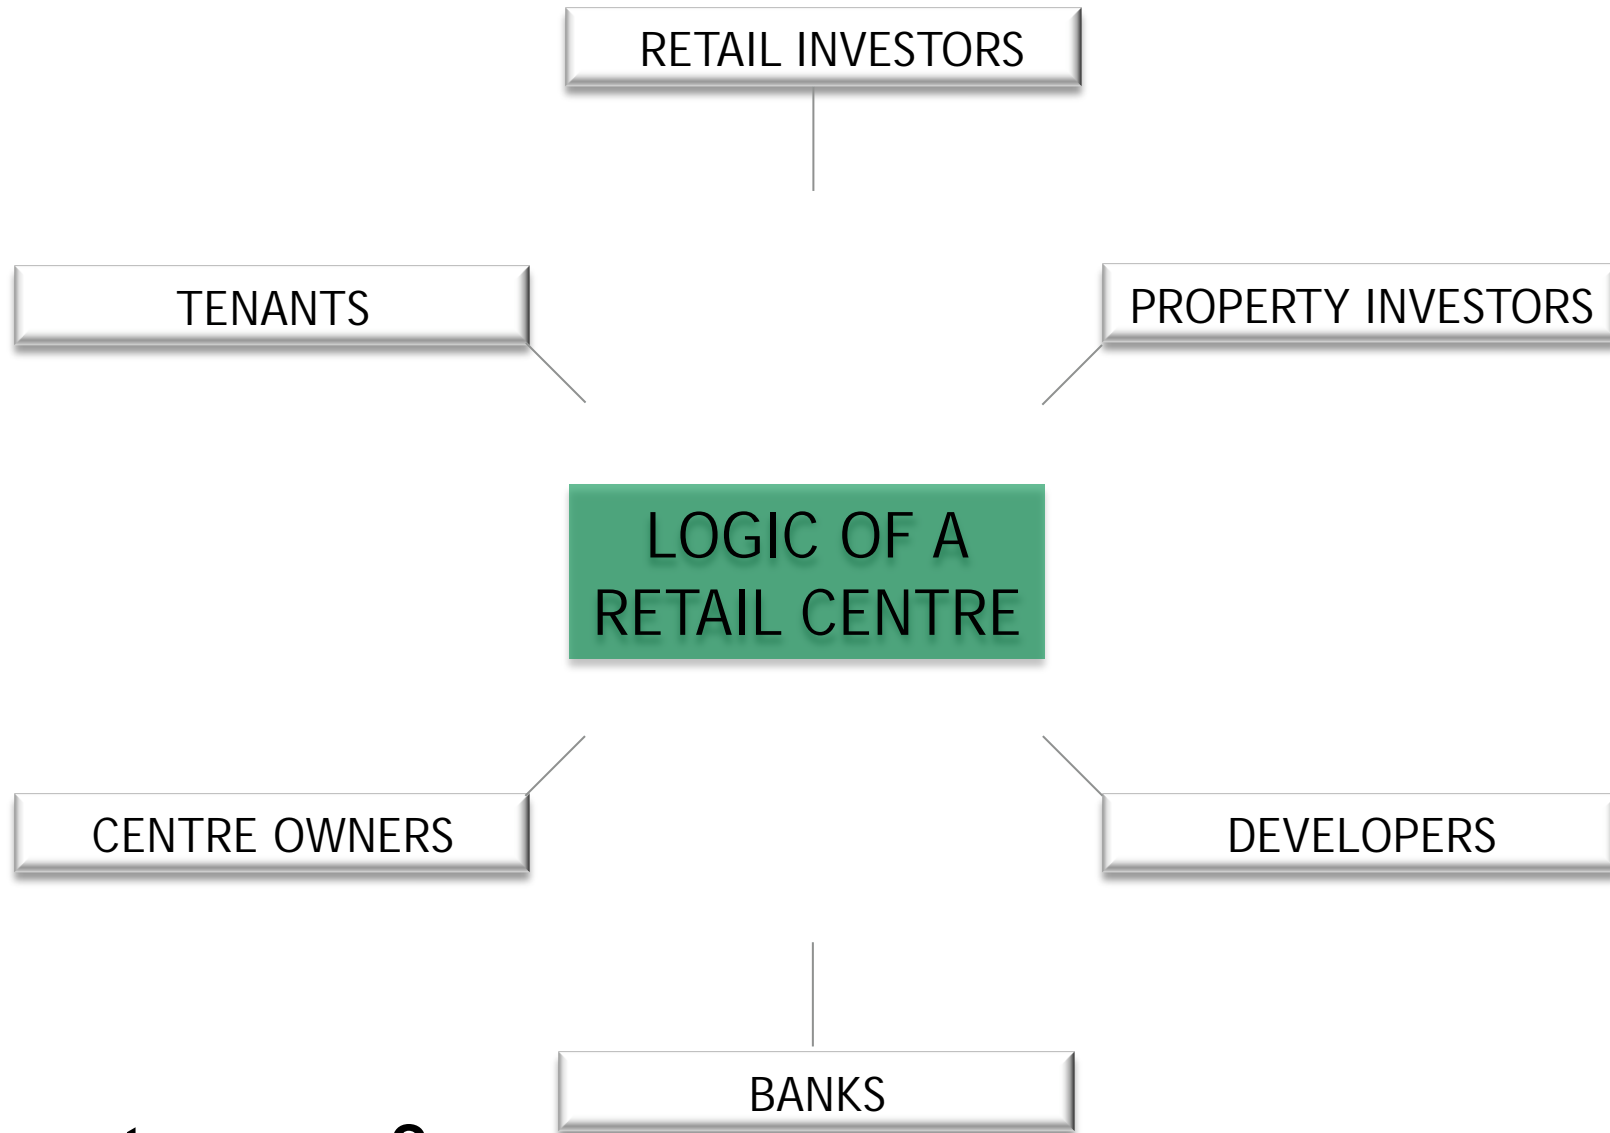 RETAIL INVESTORS
TENANTS
PROPERTY INVESTORS
LOGIC OF A
RETAIL CENTRE
CENTRE OWNERS
DEVELOPERS
BANKS